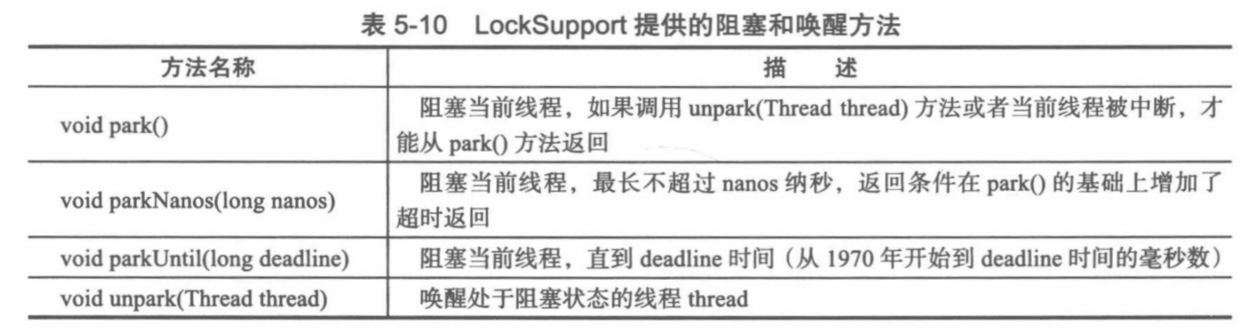 表 5-10 LockSupport 提供的阻塞和唤醒方法
方法名称 描 述
void park() 阻塞当前线程，如果调用 unpark(Thread thread) 方法或者当前线程被中断，才
能从 park() 方法返回
void parkNanos(long nanos) 阻塞当前线程，最长不超过 nanos 纳秒，返回条件在 park() 的基础上增加了
超时返回
void parkUntil(long deadline) 阻塞当前线程，直到 deadline 时间（从 1970 年开始到 deadline 时间的毫秒数）
void unpark(Thread thread) 唤醒处于阻塞状态的线程 thread